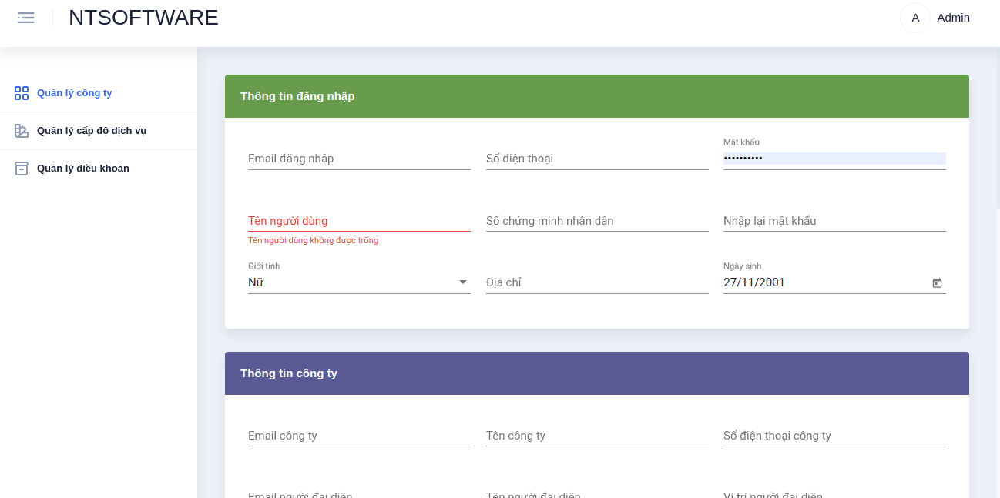 NTSOFTWARE
A Admin
Quản lý công ty
Quản lý cấp độ dịch vụ
Quản lý điều khoản
Thông tin đăng nhập
Email đăng nhập
Số điện thoại
Mật khẩu
••••••••••
Tên người dùng
Tên người dùng không được trống
Số chứng minh nhân dân
Nhập lại mật khẩu
Giới tính
Nữ
Địa chỉ
Ngày sinh
27/11/2001
Thông tin công ty
Email công ty
Tên công ty
Số điện thoại công ty
Email người đại diện
Tên người đại diện
Vị trí người đại diện